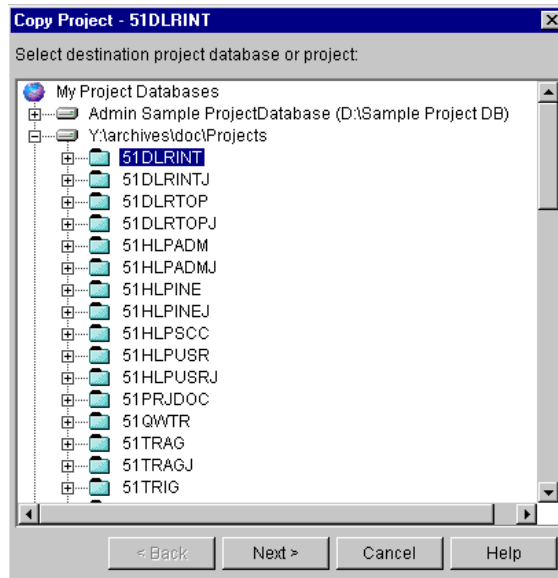 Copy Project - 51DLRINT
Select destination project database or project:
My Project Databases
Admin Sample ProjectDatabase (D:\Sample Project DB)
Y:\archives\doc\Projects
51DLRINT
51DLRINTJ
51DLRTOP
51DLRTOPJ
51HLPADM
51HLPADMJ
51HLPINE
51HLPINEJ
51HLPSCC
51HLPUSR
51HLPUSRJ
51PRJDOC
51QWTR
51TRAG
51TRAGJ
51TRIG
< Back Next > Cancel Help